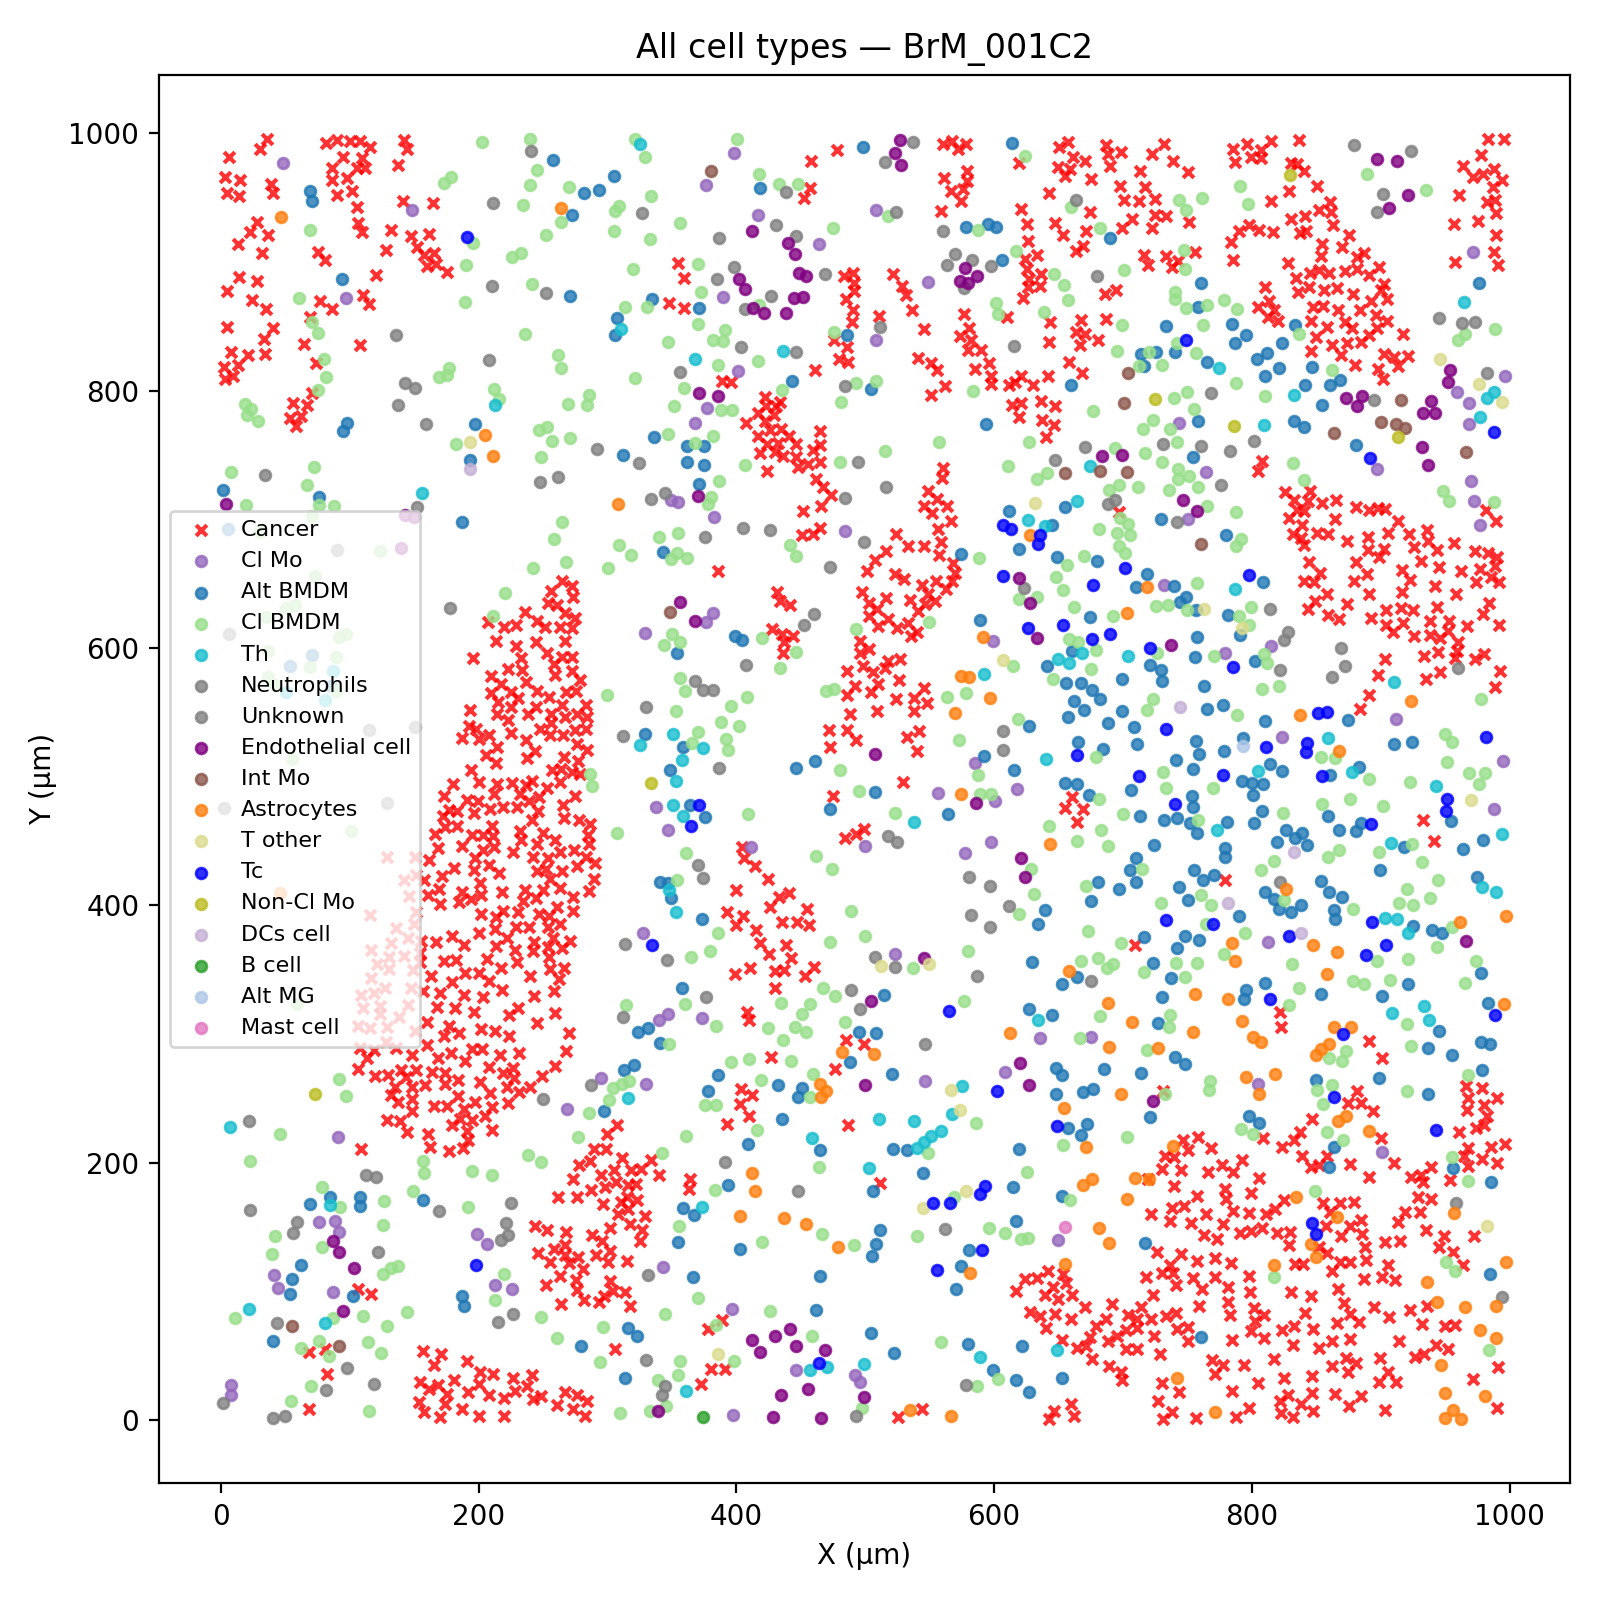 All cell types — BrM_001C2
1000
800
600
400
200
0
Y (µm)
Cancer
Cl Mo
Alt BMDM
Cl BMDM
Th
Neutrophils
Unknown
Endothelial cell
Int Mo
Astrocytes
T other
Tc
Non-Cl Mo
DCs cell
B cell
Alt MG
Mast cell
0 200 400 600 800 1000
X (µm)